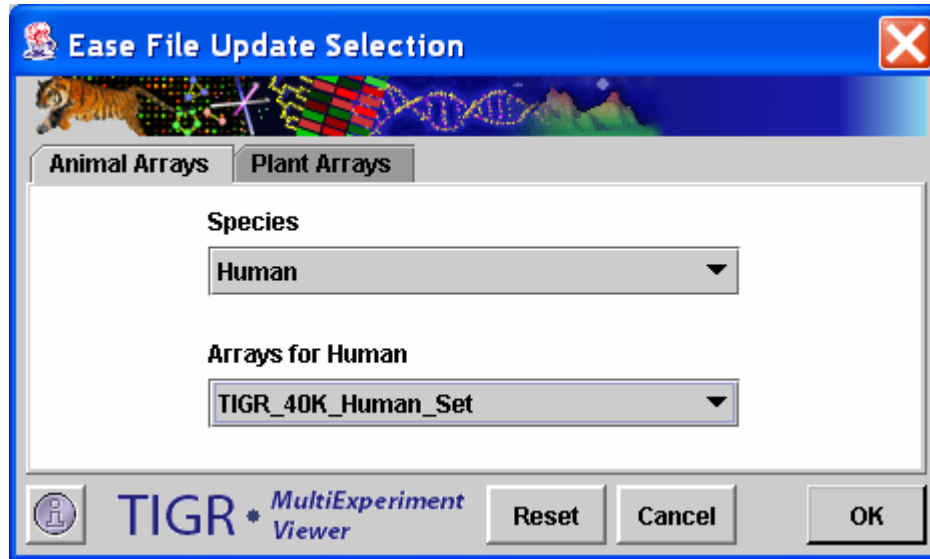 Ease File Update Selection
Animal Arrays
Plant Arrays
Species
Human
Arrays for Human
TIGR_40K_Human_Set
TIGR MultiExperiment
Viewer
Reset
Cancel
OK